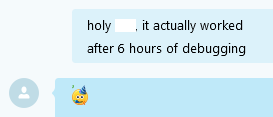 holy , it actually worked
after 6 hours of debugging
🥳